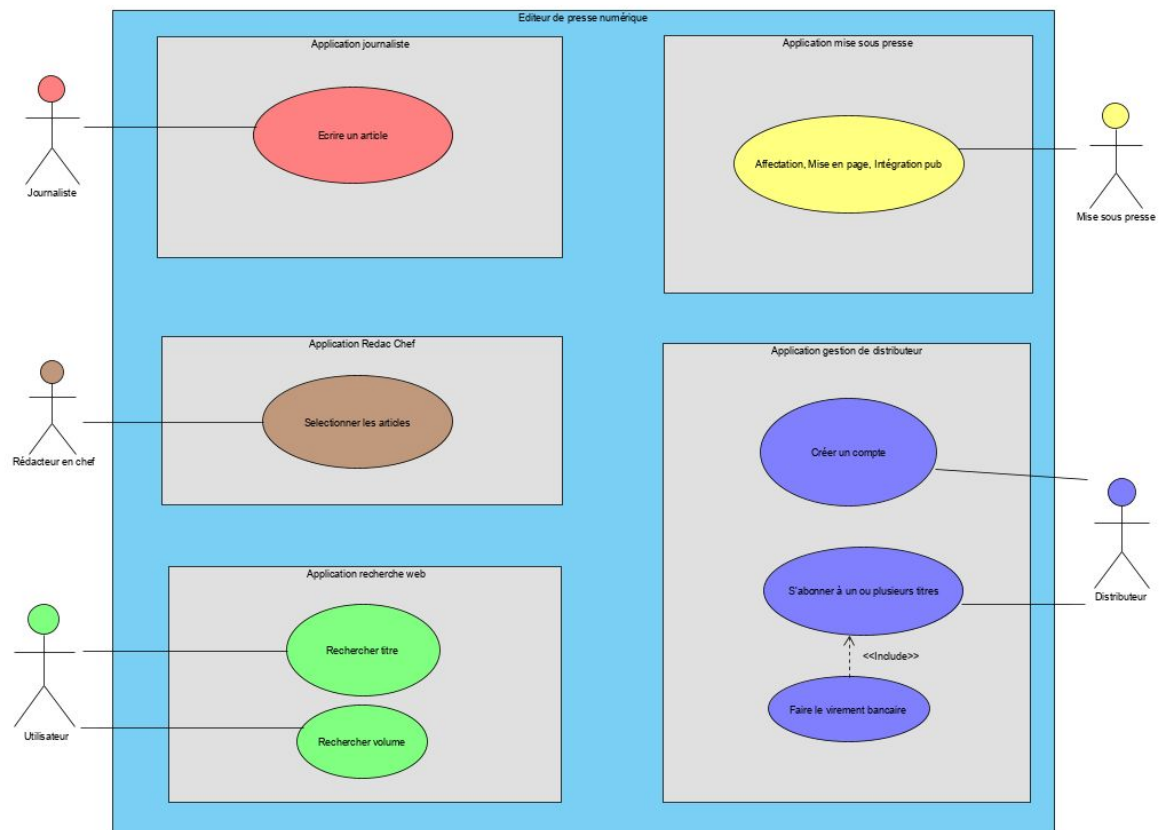 Editeur de presse numérique
Application journaliste
Ecrire un article
Journaliste
Application mise sous presse
Affectation, Mise en page, Intégration pub
Mise sous presse
Application Redac Chef
Selectionner les articles
Rédacteur en chef
Application gestion de distributeur
Créer un compte
S'abonner à un ou plusieurs titres
<<Include>>
Faire le virement bancaire
Distributeur
Application recherche web
Rechercher titre
Rechercher volume
Utilisateur